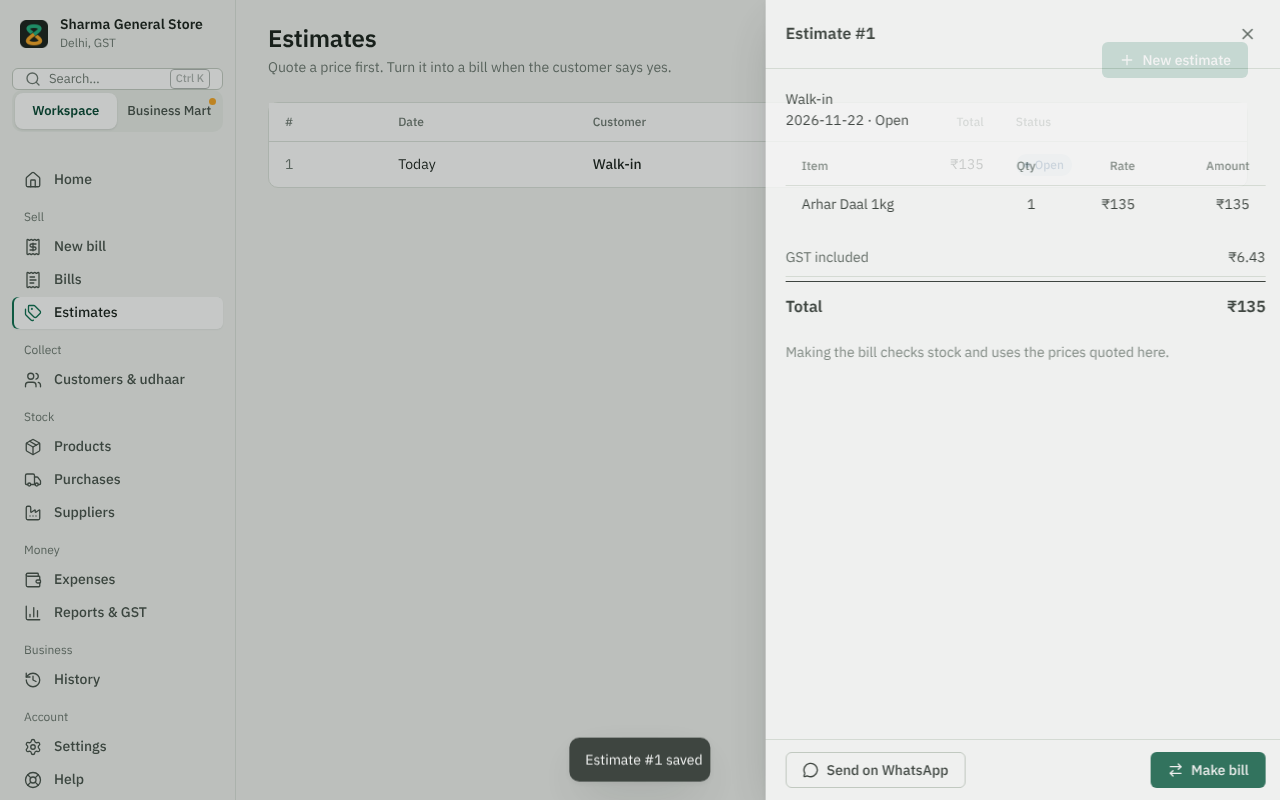 Sharma General Store
Delhi, GST
Search...
Ctrl K
Workspace
Business Mart
Home
Sell
New bill
Bills
Estimates
Collect
Customers & udhaar
Stock
Products
Purchases
Suppliers
Money
Expenses
Reports & GST
Business
History
Account
Settings
Help
Estimates
Quote a price first. Turn it into a bill when the customer says yes.
New estimate
# Date Customer Total Status
1 Today Walk-in ₹135 Open
Estimate #1 saved
Estimate #1
Walk-in
2026-11-22 · Open
Item Qty Rate Amount
Arhar Daal 1kg 1 ₹135 ₹135
GST included ₹6.43
Total ₹135
Making the bill checks stock and uses the prices quoted here.
Send on WhatsApp
Make bill